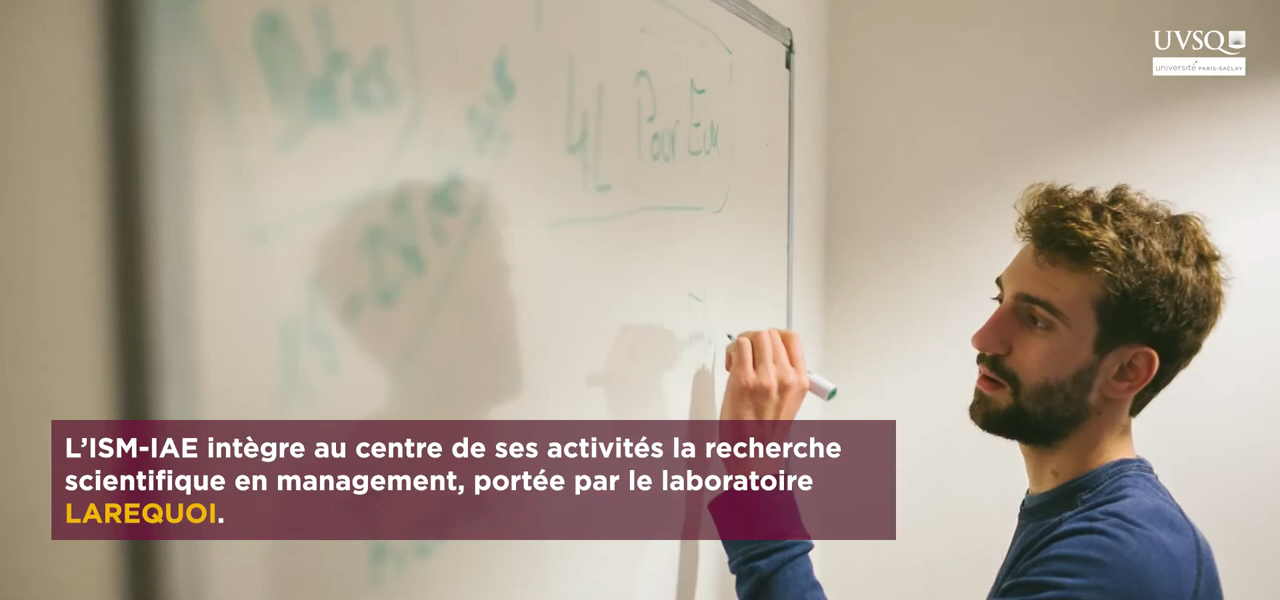 UVSQ
université PARIS-SACLAY
4L Pour Eux
L'ISM-IAE intègre au centre de ses activités la recherche
scientifique en management, portée par le laboratoire
LAREQUOI.